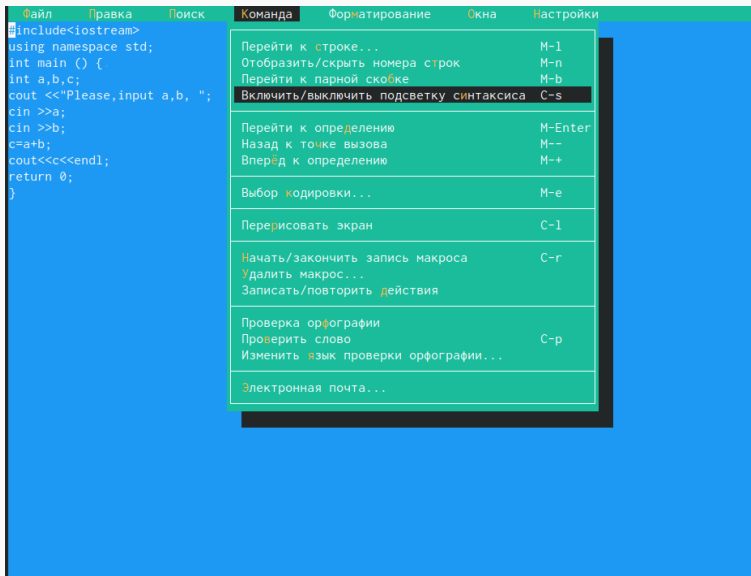 Файл Правка Поиск Команда Форматирование Окна Настройки
#include<iostream>
using namespace std;
int main () {
int a,b,c;
cout <<"Please,input a,b, ";
cin >>a;
cin >>b;
c=a+b;
cout<<c<<endl;
return 0;
}
Перейти к строке... M-l
Отобразить/скрыть номера строк M-n
Перейти к парной скобке M-b
Включить/выключить подсветку синтаксиса C-s
Перейти к определению M-Enter
Назад к точке вызова M--
Вперёд к определению M-+
Выбор кодировки... M-e
Перерисовать экран C-l
Начать/закончить запись макроса C-r
Удалить макрос...
Записать/повторить действия
Проверка орфографии
Проверить слово C-p
Изменить язык проверки орфографии...
Электронная почта...